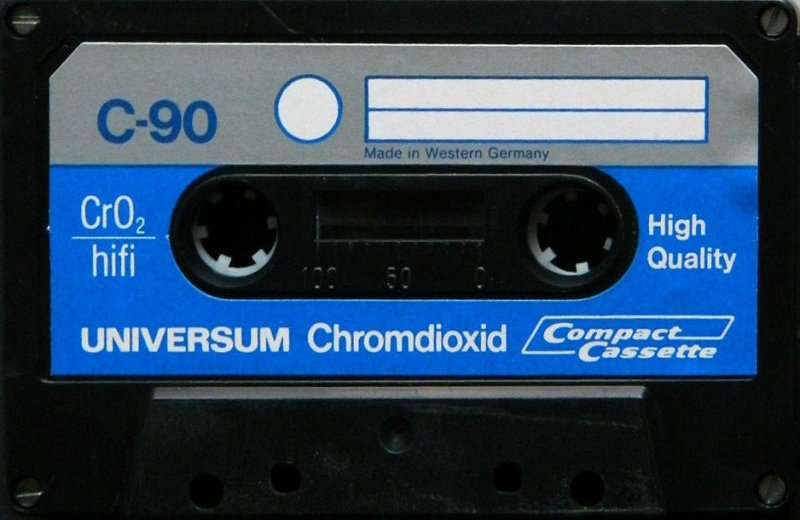 C-90
Made in Western Germany
CrO₂
hifi
High
Quality
100 50 0
UNIVERSUM Chromdioxid
Compact
Cassette